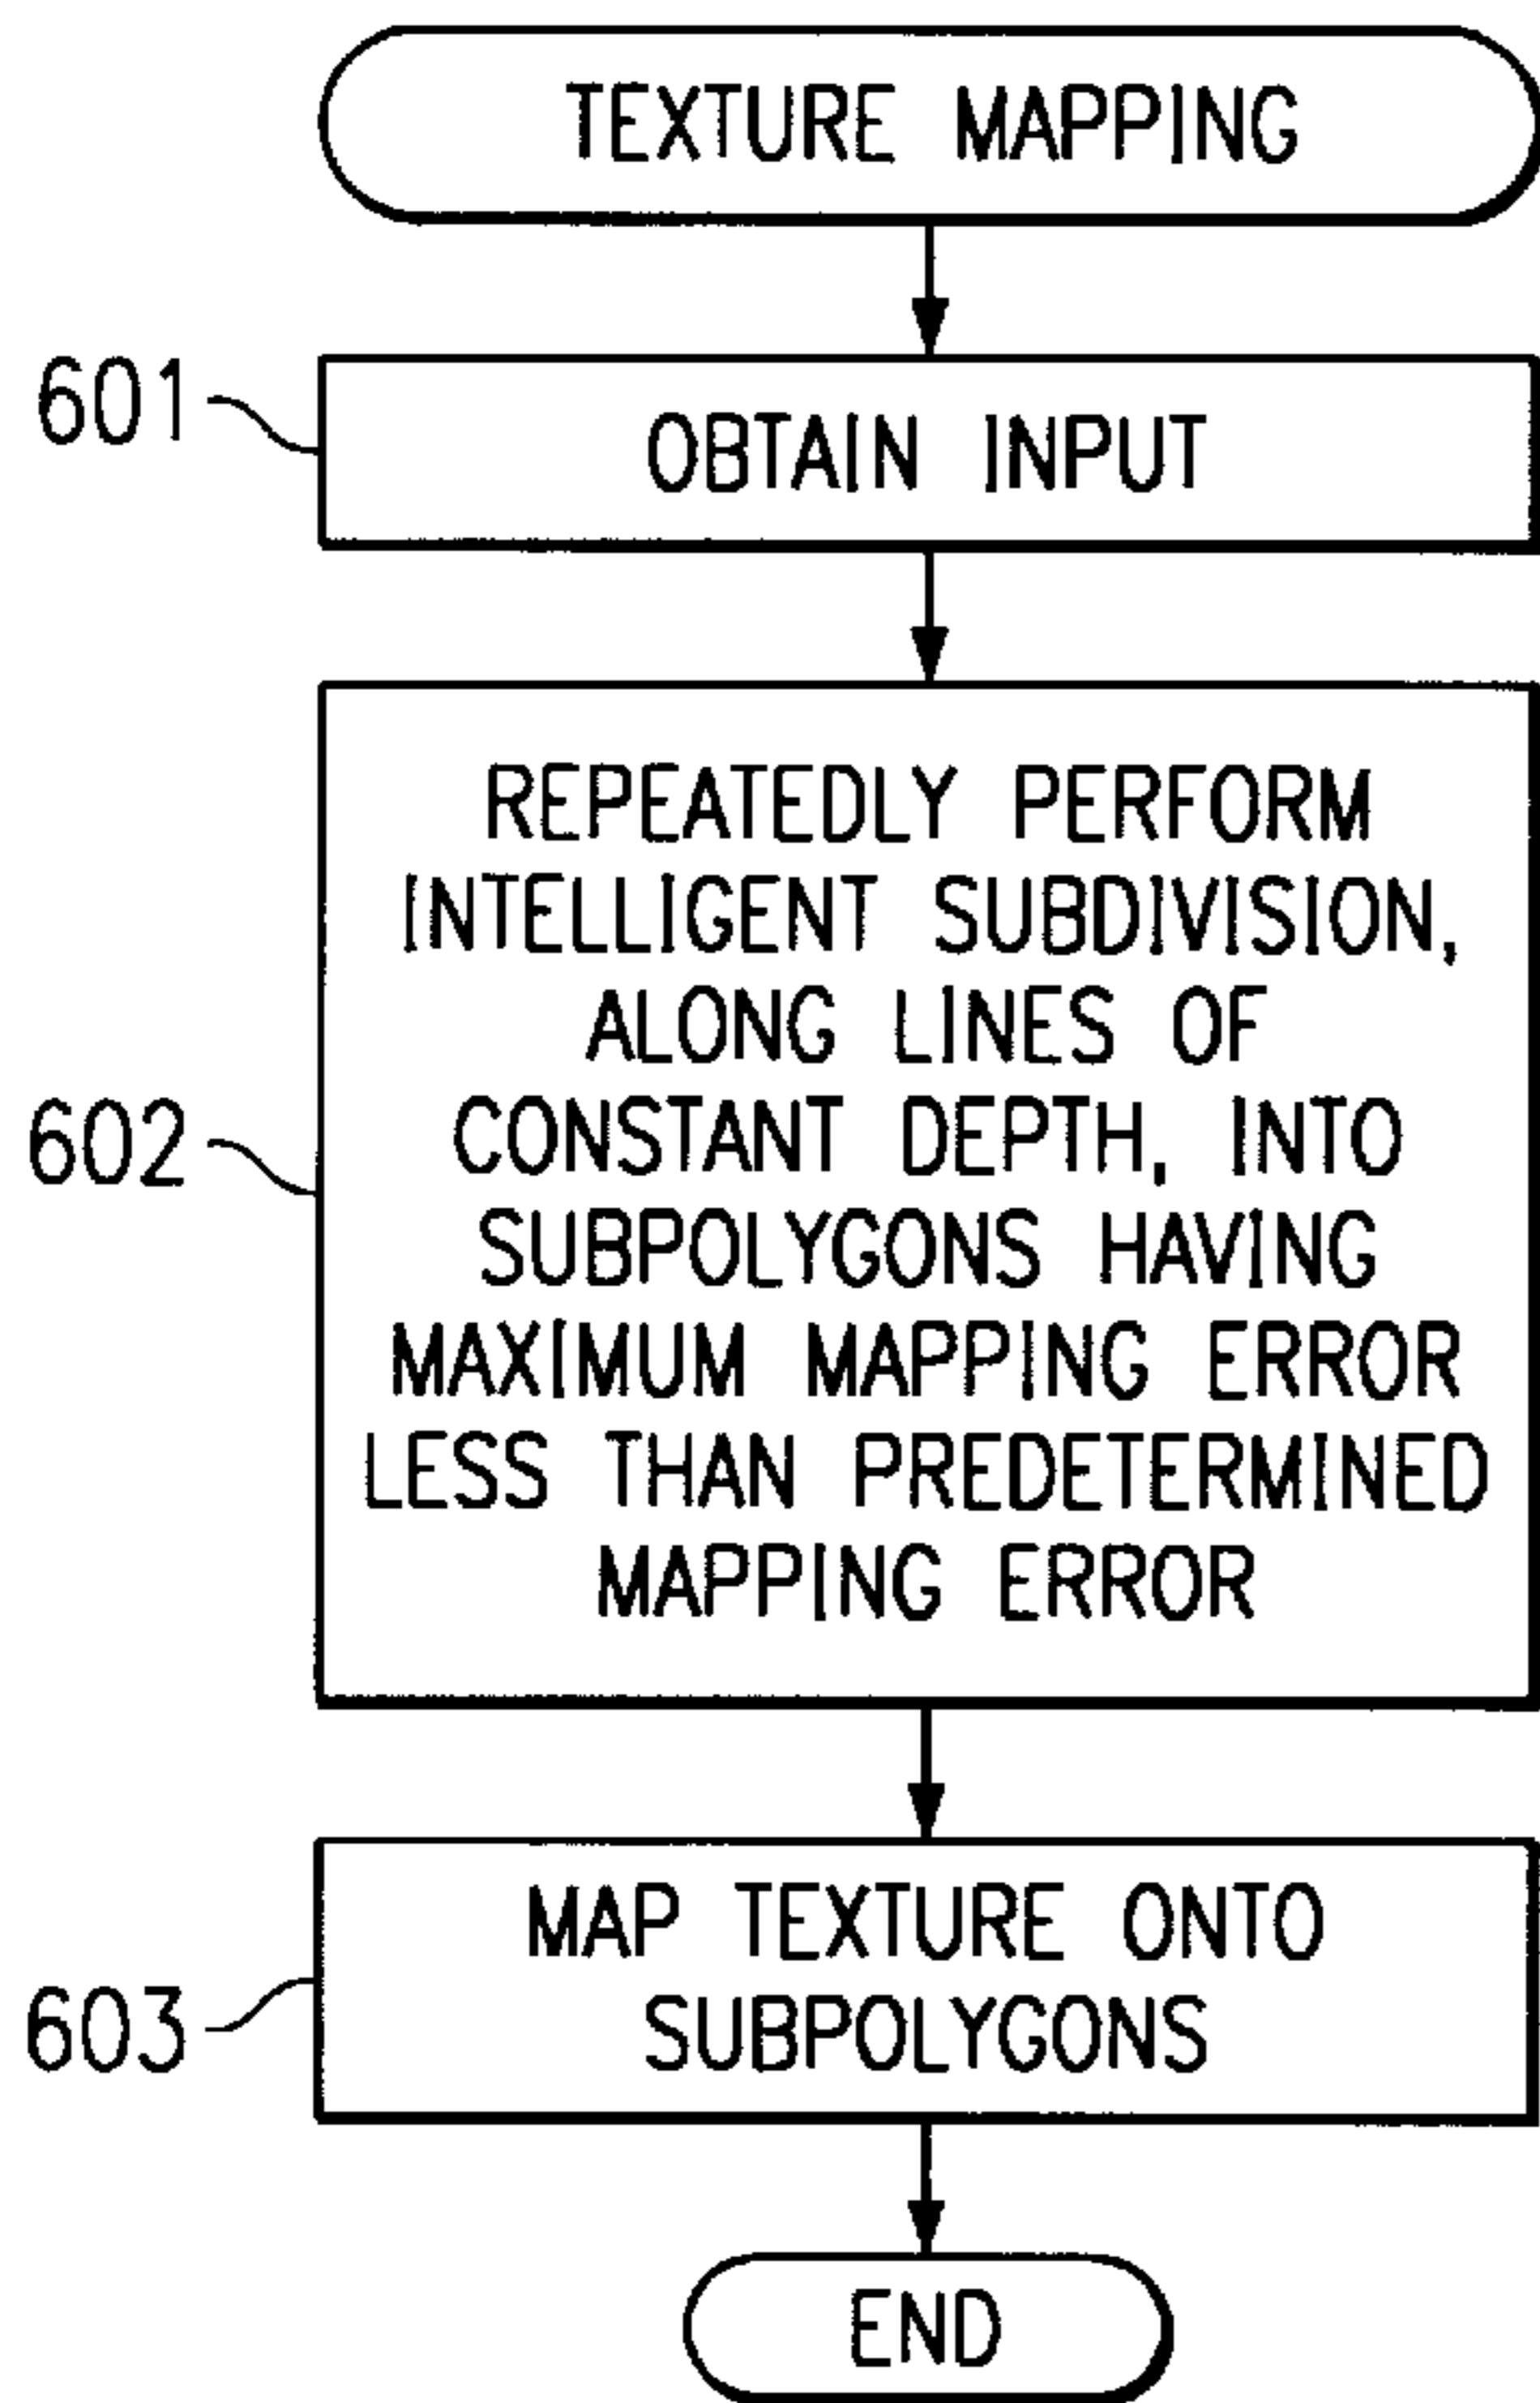 TEXTURE MAPPING
601
OBTAIN INPUT
602
REPEATEDLY PERFORM
INTELLIGENT SUBDIVISION,
ALONG LINES OF
CONSTANT DEPTH, INTO
SUBPOLYGONS HAVING
MAXIMUM MAPPING ERROR
LESS THAN PREDETERMINED
MAPPING ERROR
603
MAP TEXTURE ONTO
SUBPOLYGONS
END